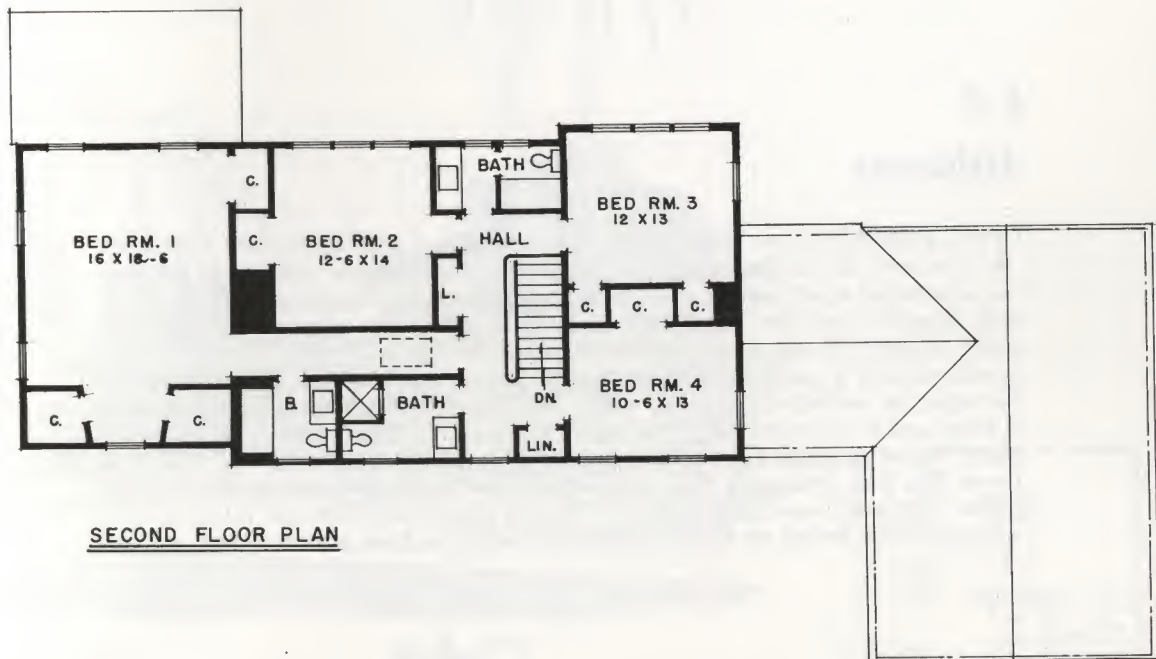 BATH
C.
BED RM. 3
12 X 13
BED RM. 1
16 X 18-6
C.
BED RM. 2
12-6 X 14
HALL
L.
C.
C.
C.
BED RM. 4
10-6 X 13
B.
BATH
DN.
C.
C.
LIN.
SECOND FLOOR PLAN